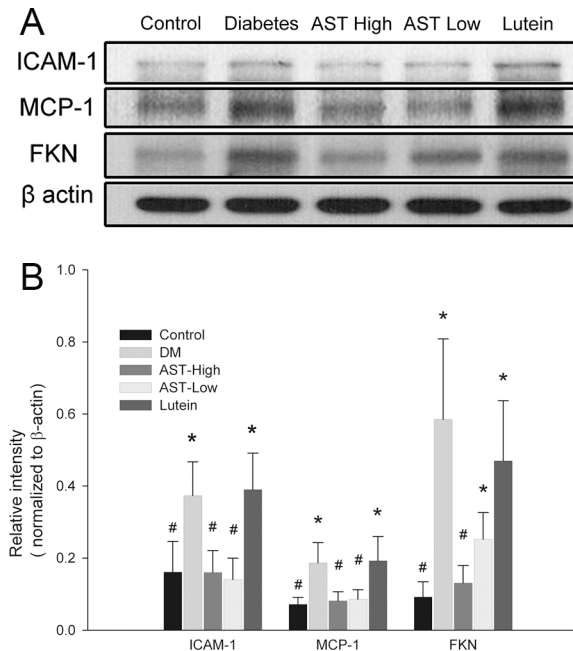 A
Control Diabetes AST High AST Low Lutein
ICAM-1
MCP-1
FKN
β actin
B
1.0
0.8
0.6
0.4
0.2
0.0
Relative intensity
( normalized to β-actin)
Control
DM
AST-High
AST-Low
Lutein
# * # # *
# * # # *
# * # * *
ICAM-1 MCP-1 FKN